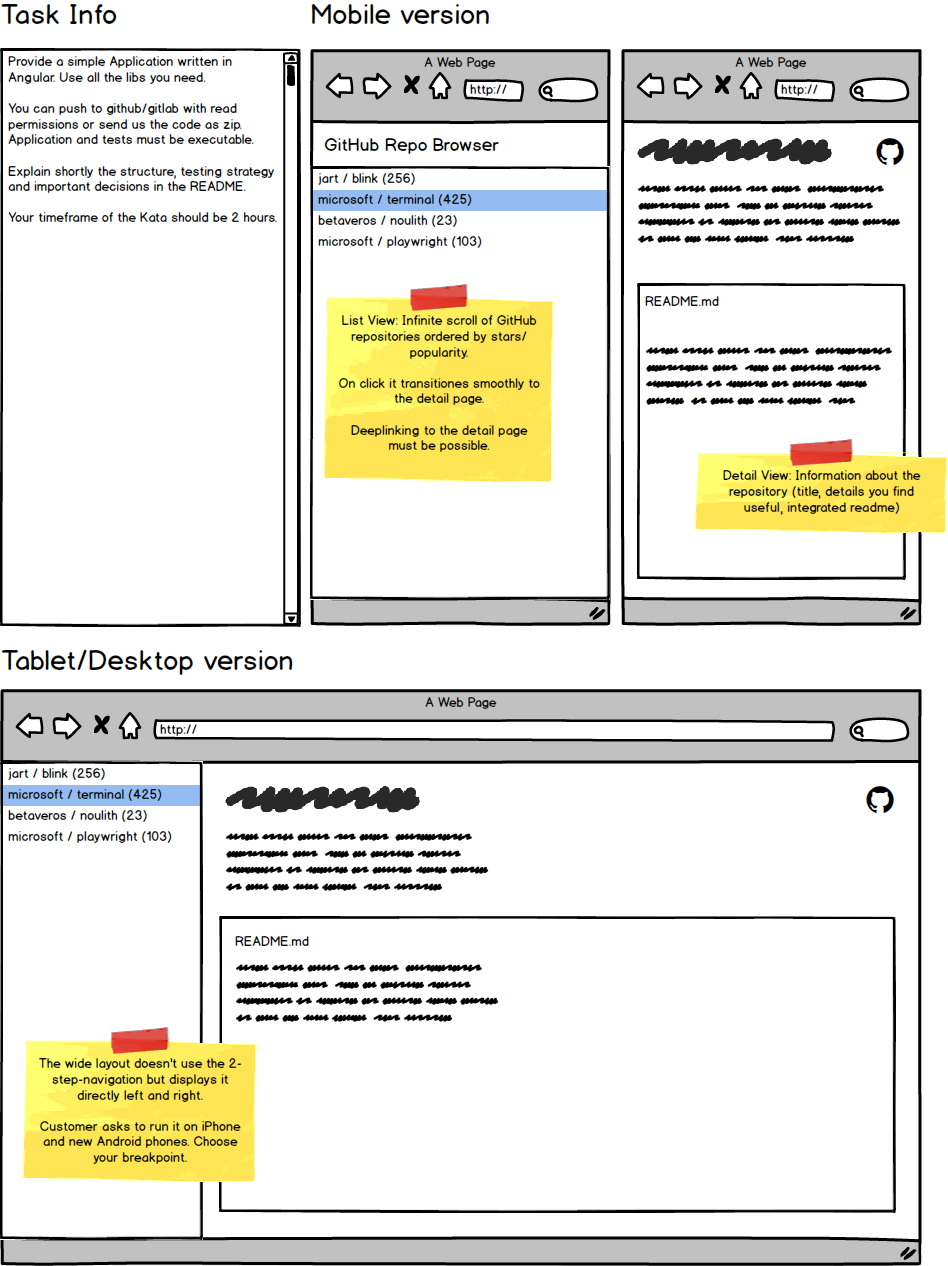 Task Info
Provide a simple Application written in
Angular. Use all the libs you need.
You can push to github/gitlab with read
permissions or send us the code as zip.
Application and tests must be executable.
Explain shortly the structure, testing strategy
and important decisions in the README.
Your timeframe of the Kata should be 2 hours.
Mobile version
A Web Page
http://
GitHub Repo Browser
jart / blink (256)
microsoft / terminal (425)
betaveros / noulith (23)
microsoft / playwright (103)
List View: Infinite scroll of GitHub
repositories ordered by stars/
popularity.
On click it transitiones smoothly to
the detail page.
Deeplinking to the detail page
must be possible.
A Web Page
http://
README.md
Detail View: Information about the
repository (title, details you find
useful, integrated readme)
Tablet/Desktop version
A Web Page
http://
jart / blink (256)
microsoft / terminal (425)
betaveros / noulith (23)
microsoft / playwright (103)
README.md
The wide layout doesn't use the 2-
step-navigation but displays it
directly left and right.
Customer asks to run it on iPhone
and new Android phones. Choose
your breakpoint.